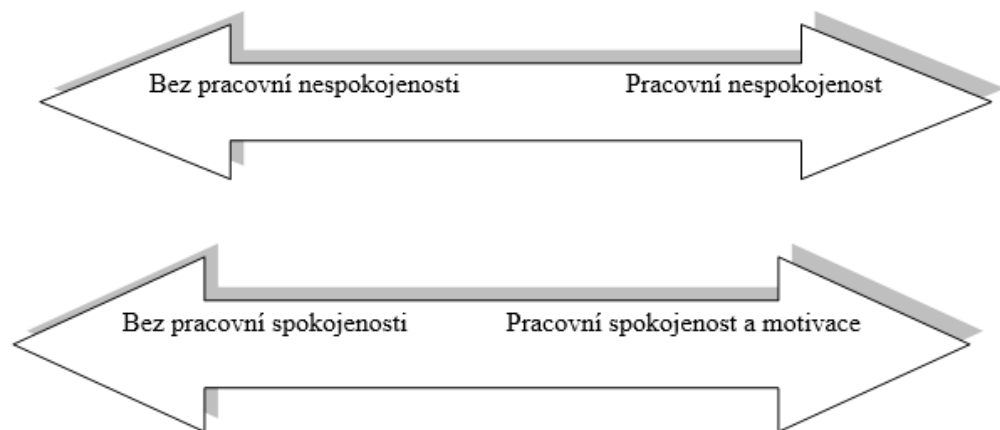 Bez pracovní nespokojenosti Pracovní nespokojenost
Bez pracovní spokojenosti Pracovní spokojenost a motivace